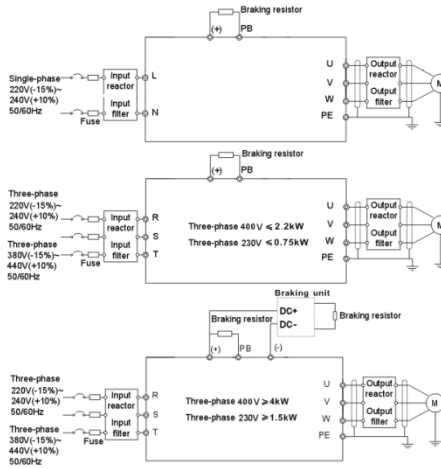 Braking resistor
(+) PB
Single-phase
220V(-15%)~
240V(+10%)
50/60Hz
Fuse
Input
reactor
Input
filter
L
N
U
V
W
PE
Output
reactor
Output
filter
M
Braking resistor
(+) PB
Three-phase
220V(-15%)~
240V(+10%)
50/60Hz
Three-phase
380V(-15%)~
440V(+10%)
50/60Hz
Fuse
Input
reactor
Input
filter
R
S
T
Three-phase 400V ≤ 2.2kW
Three-phase 230V ≤ 0.75kW
U
V
W
PE
Output
reactor
Output
filter
M
Braking unit
DC+
DC-
Braking resistor
Braking resistor
(+) PB (-)
Three-phase
220V(-15%)~
240V(+10%)
50/60Hz
Three-phase
380V(-15%)~
440V(+10%)
50/60Hz
Fuse
Input
reactor
Input
filter
R
S
T
Three-phase 400V ≥ 4kW
Three-phase 230V ≥ 1.5kW
U
V
W
PE
Output
reactor
Output
filter
M